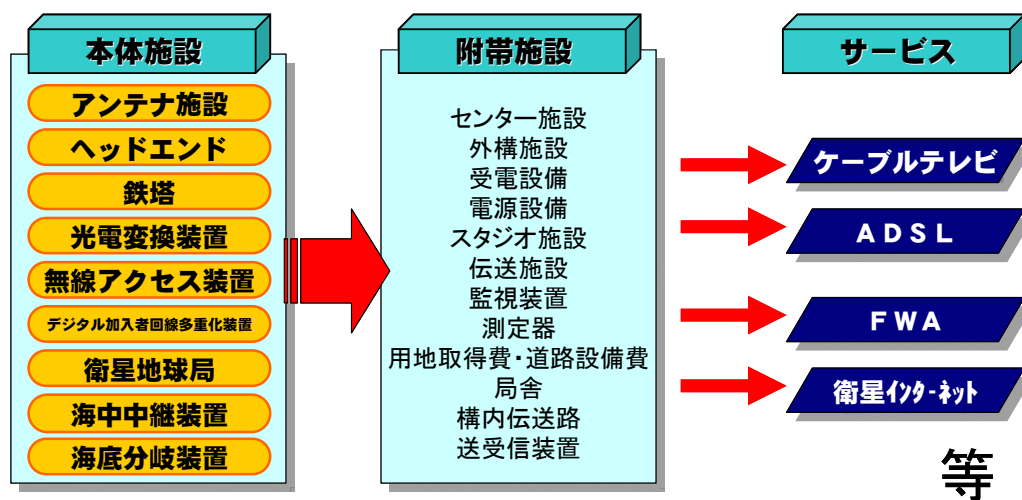 本体施設
アンテナ施設
ヘッドエンド
鉄塔
光電変換装置
無線アクセス装置
デジタル加入者回線多重化装置
衛星地球局
海中中継装置
海底分岐装置
附帯施設
センター施設
外構施設
受電設備
電源設備
スタジオ施設
伝送施設
監視装置
測定器
用地取得費・道路設備費
局舎
構内伝送路
送受信装置
サービス
ケーブルテレビ
ADSL
FWA
衛星インターネット
等